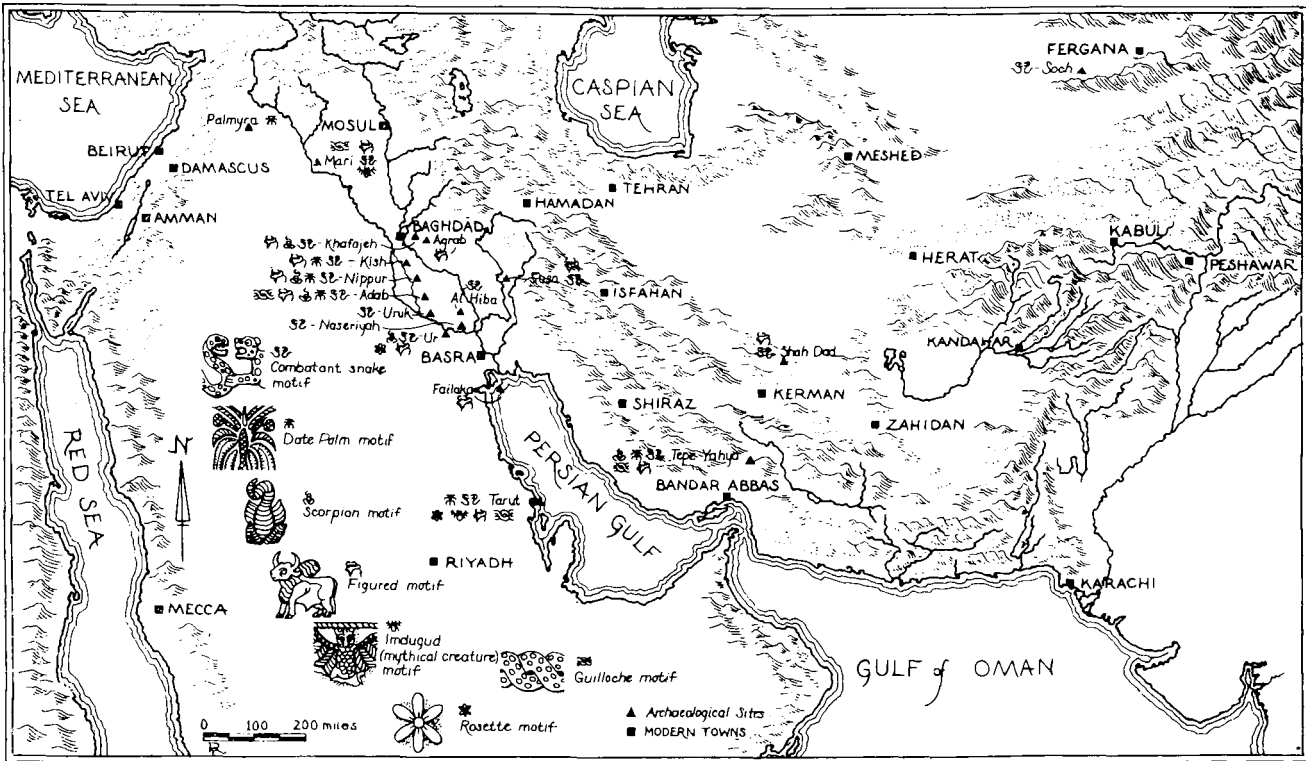 MEDITERRANEAN
SEA
CASPIAN
SEA
FERGANA
Soch
Palmyra
MOSUL
Mari
BEIRUT
DAMASCUS
MESHED
TEHRAN
TEL AVIV
AMMAN
HAMADAN
BAGHDAD
Aqrab
Khafajeh
Kish
Nippur
Adab
Uruk
Naseriyah
Ur
Al Hiba
Susa
ISFAHAN
HERAT
KABUL
PESHAWAR
KANDAHAR
BASRA
Shah Dad
Failaka
SHIRAZ
KERMAN
ZAHIDAN
Combatant snake
motif
Date Palm motif
Scorpion motif
Figured motif
Imdugud
(mythical creature)
motif
Guilloche motif
Rosette motif
RED SEA
N
PERSIAN GULF
Tepe Yahya
BANDAR ABBAS
Tarut
RIYADH
MECCA
KARACHI
GULF of OMAN
0 100 200 miles
▲ Archaeological Sites
■ MODERN TOWNS